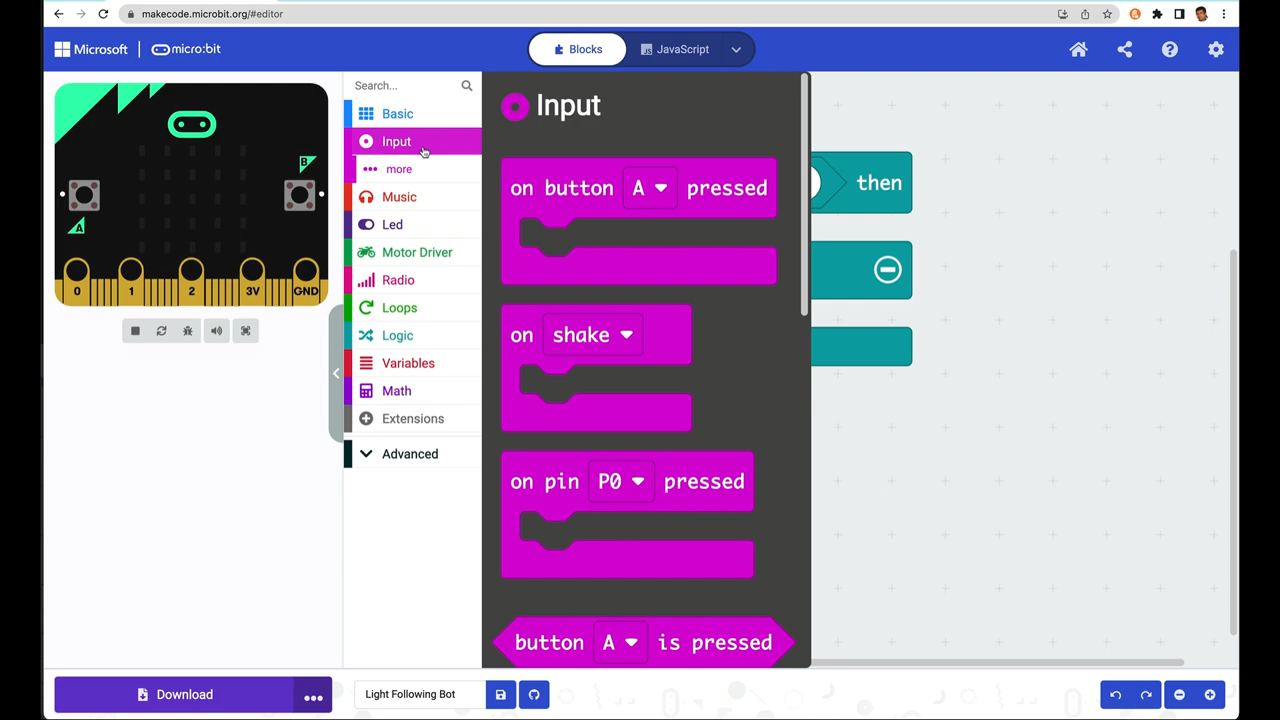 makecode.microbit.org/#editor
Microsoft
micro:bit
Blocks
JavaScript
A
B
0
1
2
3V
GND
Search...
Basic
Input
more
Music
Led
Motor Driver
Radio
Loops
Logic
Variables
Math
Extensions
Advanced
Input
on button A pressed
on shake
on pin P0 pressed
button A is pressed
then
Download
Light Following Bot